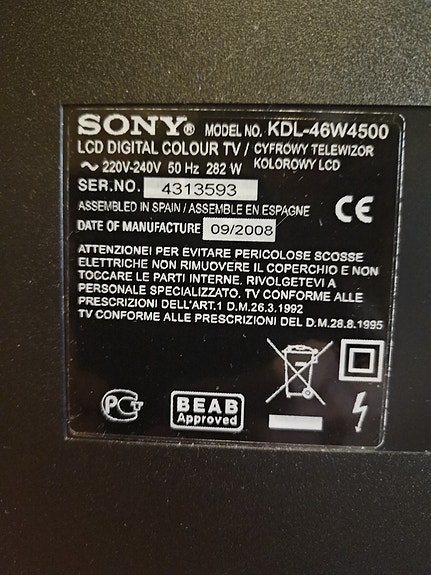 SONY® MODEL NO. KDL-46W4500
LCD DIGITAL COLOUR TV / CYFROWY TELEWIZOR KOLOROWY LCD
~ 220V-240V 50 Hz 282 W
SER.NO. 4313593
ASSEMBLED IN SPAIN / ASSEMBLE EN ESPAGNE
CE
DATE OF MANUFACTURE 09/2008
ATTENZIONEI PER EVITARE PERICOLOSE SCOSSE
ELETTRICHE NON RIMUOVERE IL COPERCHIO E NON
TOCCARE LE PARTI INTERNE. RIVOLGETEVI A
PERSONALE SPECIALIZZATO. TV CONFORME ALLE
PRESCRIZIONI DELL'ART.1 D.M.26.3.1992
TV CONFORME ALLE PRESCRIZIONI DEL D.M.28.8.1995
PCT
BEAB
Approved